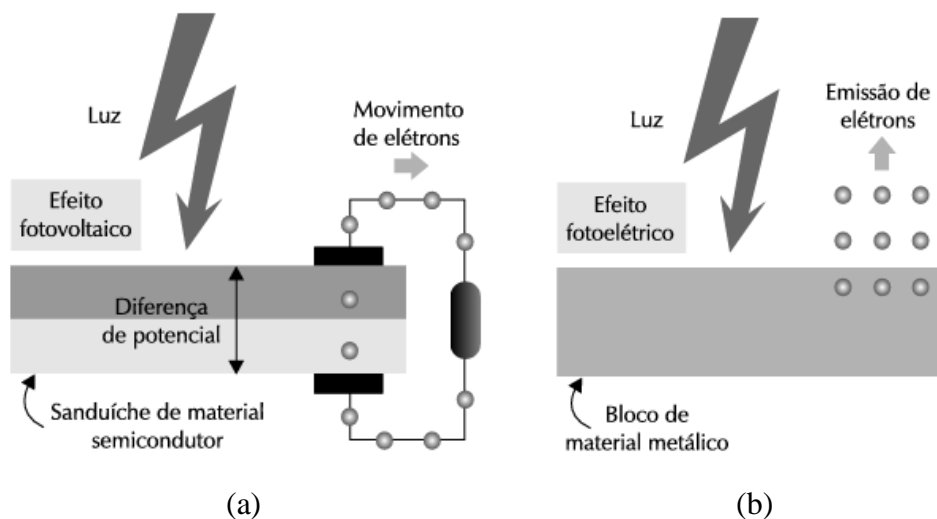 Luz
Movimento
de elétrons
Efeito
fotovoltaico
Diferença
de potencial
Sanduíche de material
semicondutor
(a)
Luz
Emissão de
elétrons
Efeito
fotoelétrico
Bloco de
material metálico
(b)